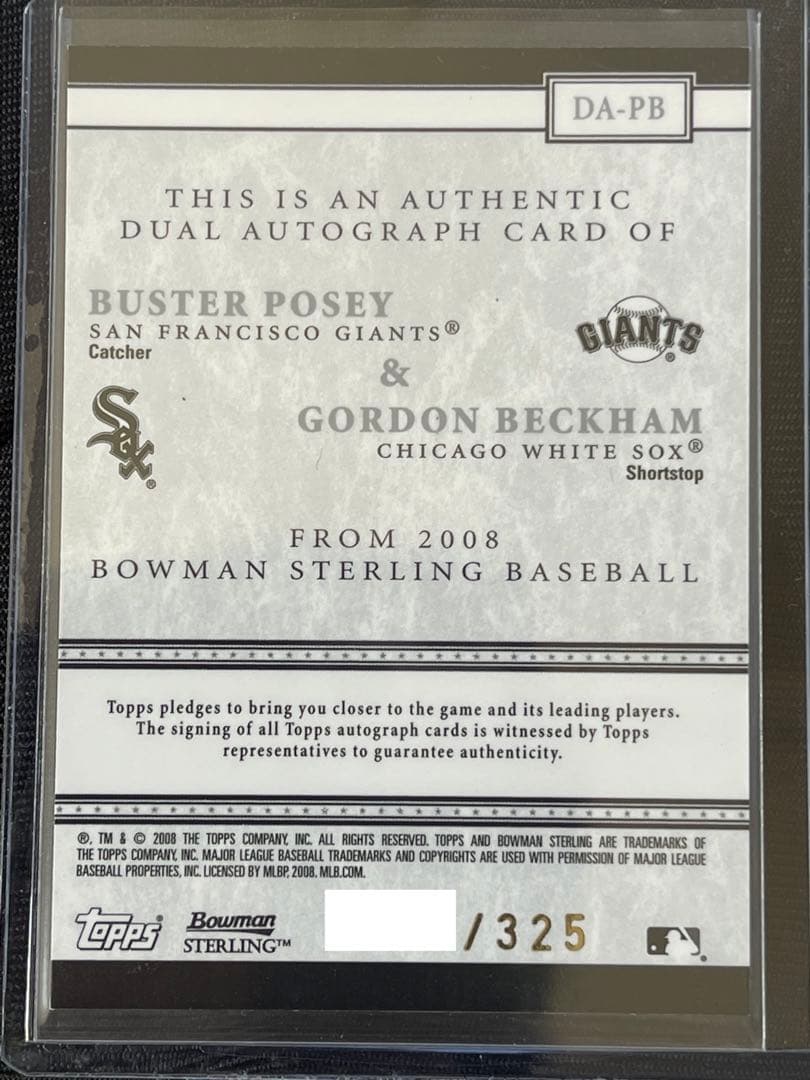 DA-PB
THIS IS AN AUTHENTIC
DUAL AUTOGRAPH CARD OF
BUSTER POSEY
SAN FRANCISCO GIANTS®
Catcher
GIANTS®
&
Sox®
GORDON BECKHAM
CHICAGO WHITE SOX®
Shortstop
FROM 2008
BOWMAN STERLING BASEBALL
Topps pledges to bring you closer to the game and its leading players.
The signing of all Topps autograph cards is witnessed by Topps
representatives to guarantee authenticity.
®, TM & © 2008 THE TOPPS COMPANY, INC. ALL RIGHTS RESERVED. TOPPS AND BOWMAN STERLING ARE TRADEMARKS OF
THE TOPPS COMPANY, INC. MAJOR LEAGUE BASEBALL TRADEMARKS AND COPYRIGHTS ARE USED WITH PERMISSION OF MAJOR LEAGUE
BASEBALL PROPERTIES, INC. LICENSED BY MLBP, 2008. MLB.COM.
Topps® Bowman STERLING™ /325